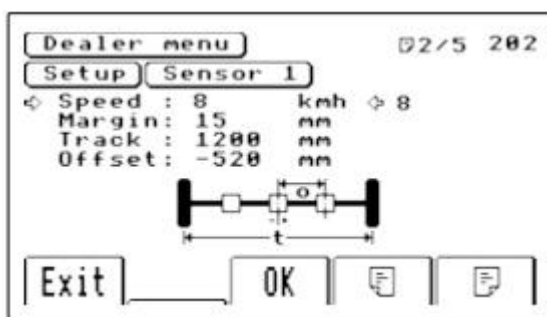 Dealer menu 2/5 202
Setup Sensor 1
Speed : 8 kmh 8
Margin: 15 mm
Track : 1200 mm
Offset: -520 mm
o
t
Exit OK